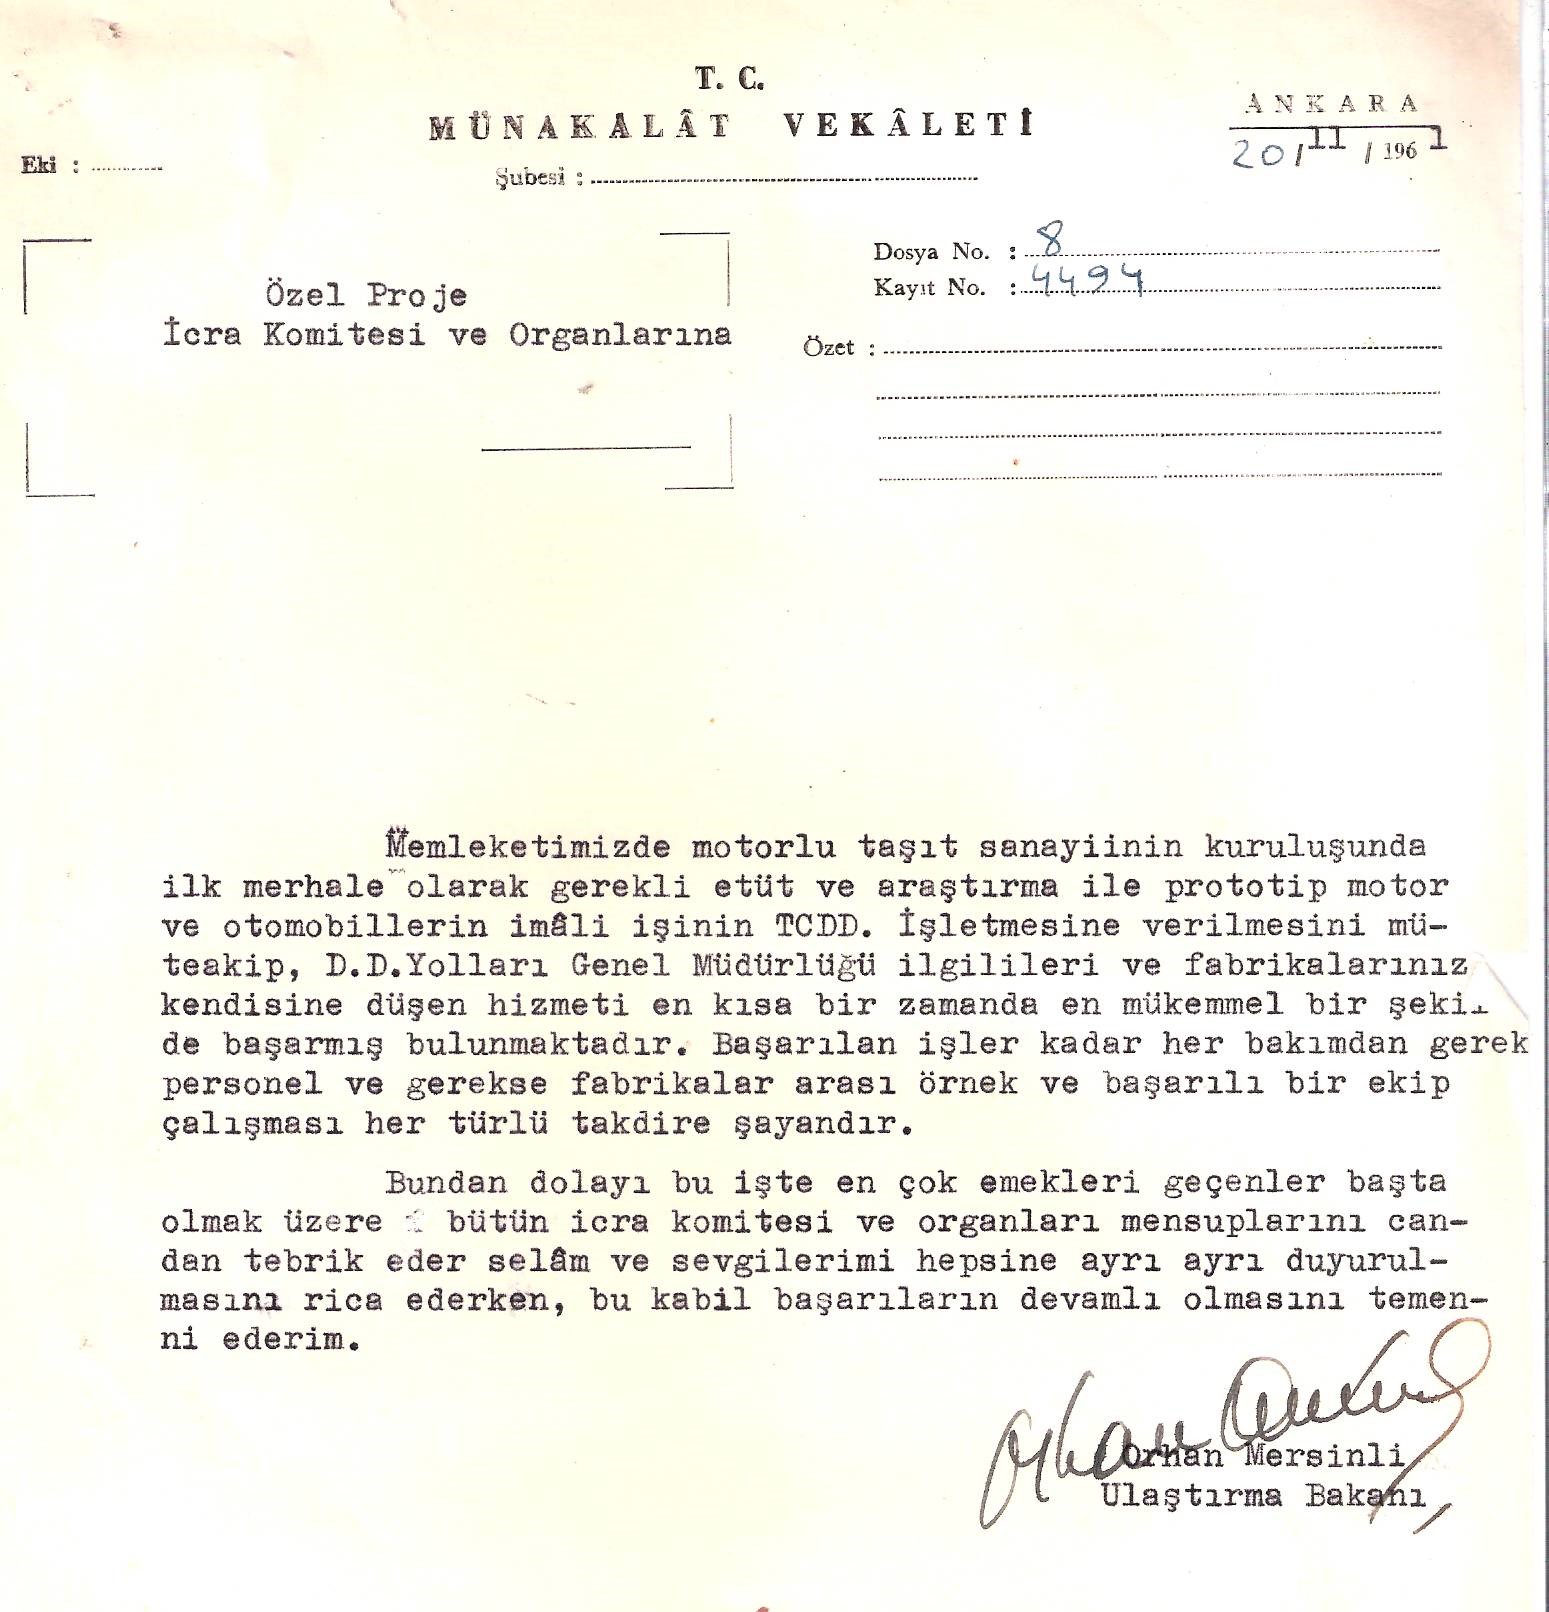 T. C.
MÜNAKALÂT VEKÂLETİ
ANKARA
20/11/1961
Eki :
Şubesi :
Dosya No. : 8
Kayıt No. : 4494
Özel Proje
İcra Komitesi ve Organlarına
Özet :
Memleketimizde motorlu taşıt sanayiinin kuruluşunda
ilk merhale olarak gerekli etüt ve araştırma ile prototip motor
ve otomobillerin imâli işinin TCDD. İşletmesine verilmesini mü-
teakip, D.D.Yolları Genel Müdürlüğü ilgilileri ve fabrikalarınız
kendisine düşen hizmeti en kısa bir zamanda en mükemmel bir şeki
de başarmış bulunmaktadır. Başarılan işler kadar her bakımdan gerek
personel ve gerekse fabrikalar arası örnek ve başarılı bir ekip
çalışması her türlü takdire şayandır.
Bundan dolayı bu işte en çok emekleri geçenler başta
olmak üzere bütün icra komitesi ve organları mensuplarını can-
dan tebrik eder selâm ve sevgilerimi hepsine ayrı ayrı duyurul-
masını rica ederken, bu kabil başarıların devamlı olmasını temen-
ni ederim.
Orhan Mersinli
Ulaştırma Bakanı